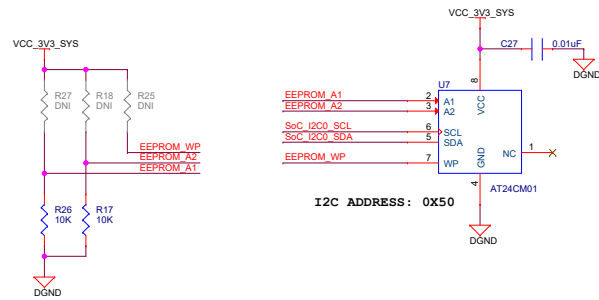 VCC_3V3_SYS
R27
DNI
R18
DNI
R25
DNI
EEPROM_WP
EEPROM_A2
EEPROM_A1
R26
10K
R17
10K
DGND
VCC_3V3_SYS
C27
0.01uF
DGND
U7
8
EEPROM_A1
2
A1
VCC
EEPROM_A2
3
A2
SoC_I2C0_SCL
6
SCL
SoC_I2C0_SDA
5
SDA
NC
1
EEPROM_WP
7
WP
GND
4
AT24CM01
I2C ADDRESS: 0X50
DGND